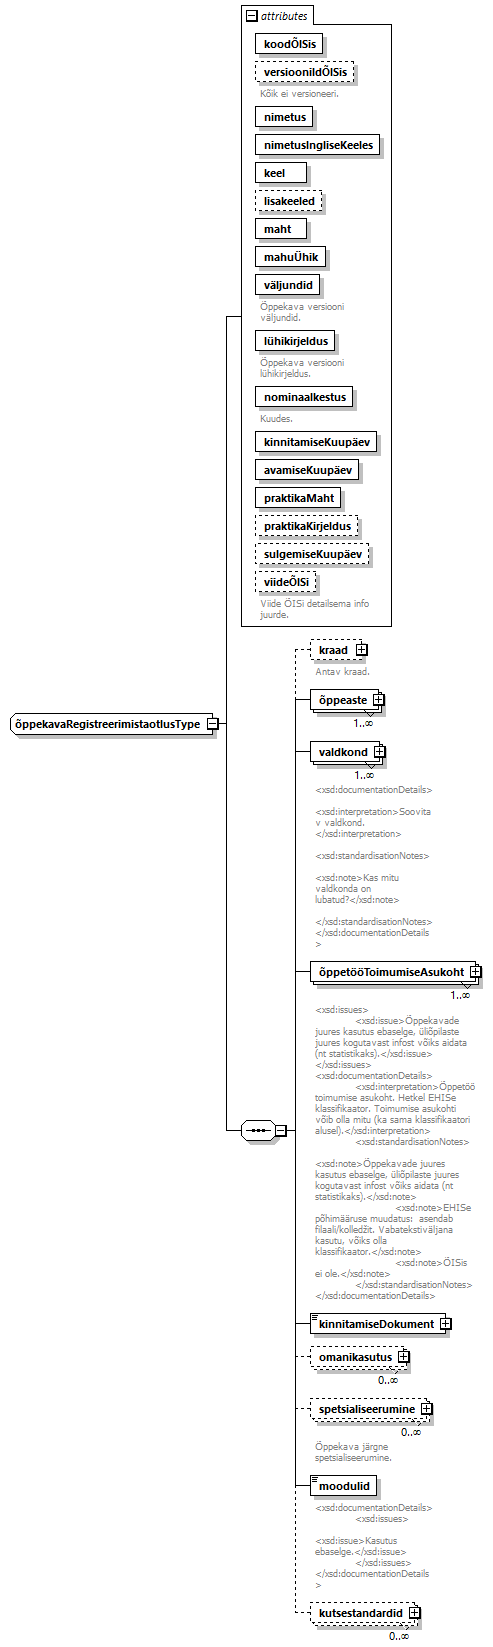 attributes
koodÕISis
versioonildÕISis
Kõik ei versioneeri.
nimetus
nimetusIngliseKeeles
keel
lisakeeled
maht
mahuÜhik
väljundid
Õppekava versiooni
väljundid.
lühikirjeldus
Õppekava versiooni
lühikirjeldus.
nominaalkestus
Kuudes.
kinnitamiseKuupäev
avamiseKuupäev
praktikaMaht
praktikaKirjeldus
sulgemiseKuupäev
viideÕISi
Viide ÕISi detailsema info
juurde.
õppekavaRegistreerimistaotlusType
kraad
Antav kraad.
õppeaste
1..∞
valdkond
1..∞
<xsd:documentationDetails>
<xsd:interpretation>Soovita
v valdkond.
</xsd:interpretation>
<xsd:standardisationNotes>
<xsd:note>Kas mitu
valdkonda on
lubatud?</xsd:note>
</xsd:standardisationNotes>
</xsd:documentationDetails
>
õppetööToimumiseAsukoht
1..∞
<xsd:issues>
<xsd:issue>Õppekavade
juures kasutus ebaselge, üliõpilaste
juures kogutavast infost võiks aidata
(nt statistikaks).</xsd:issue>
</xsd:issues>
<xsd:documentationDetails>
<xsd:interpretation>Õppetöö
toimumise asukoht. Hetkel EHISe
klassifikaator. Toimumise asukohti
võib olla mitu (ka sama klassifikaatori
alusel).</xsd:interpretation>
<xsd:standardisationNotes>
<xsd:note>Õppekavade juures
kasutus ebaselge, üliõpilaste juures
kogutavast infost võiks aidata (nt
statistikaks).</xsd:note>
<xsd:note>EHISe
põhimääruse muudatus:  asendab
filiaali/kolledžit. Vabatekstiväljana
kasutu, võiks olla
klassifikaator.</xsd:note>
<xsd:note>ÕISis
ei ole.</xsd:note>
</xsd:standardisationNotes>
</xsd:documentationDetails>
kinnitamiseDokument
omanikasutus
0..∞
spetsialiseerumine
0..∞
Õppekava järgne
spetsialiseerumine.
moodulid
<xsd:documentationDetails>
<xsd:issues>
<xsd:issue>Kasutus
ebaselge.</xsd:issue>
</xsd:issues>
</xsd:documentationDetails
>
kutsestandardid
0..∞